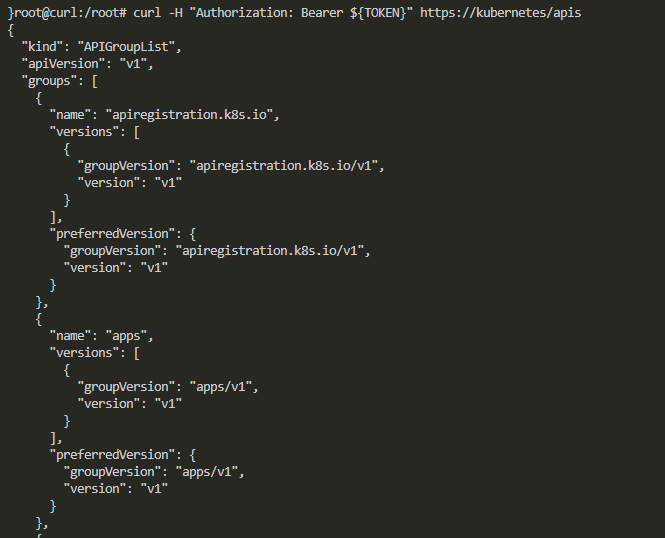 }root@curl:/root# curl -H "Authorization: Bearer ${TOKEN}" https://kubernetes/apis
{
  "kind": "APIGroupList",
  "apiVersion": "v1",
  "groups": [
    {
      "name": "apiregistration.k8s.io",
      "versions": [
        {
          "groupVersion": "apiregistration.k8s.io/v1",
          "version": "v1"
        }
      ],
      "preferredVersion": {
        "groupVersion": "apiregistration.k8s.io/v1",
        "version": "v1"
      }
    },
    {
      "name": "apps",
      "versions": [
        {
          "groupVersion": "apps/v1",
          "version": "v1"
        }
      ],
      "preferredVersion": {
        "groupVersion": "apps/v1",
        "version": "v1"
      }
    },
    {